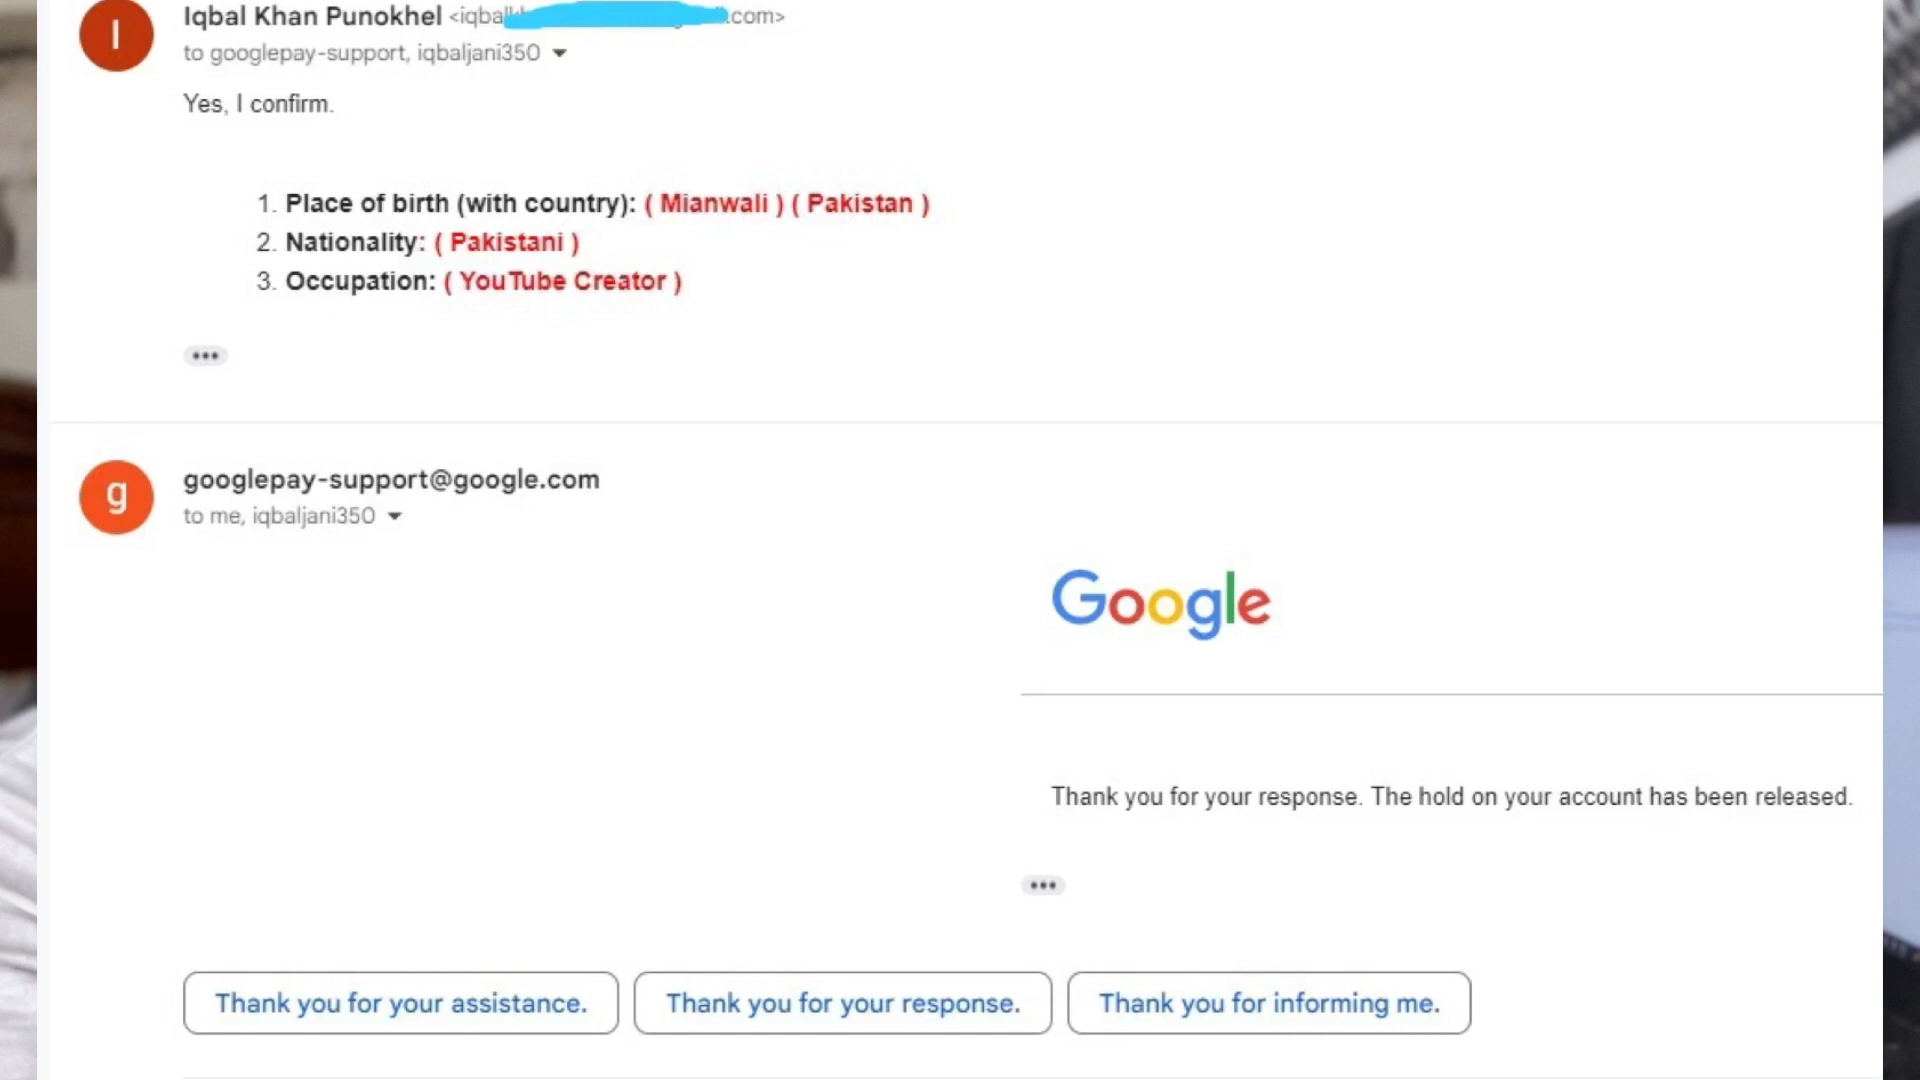 I
Iqbal Khan Punokhel <iqbal .com>
to googlepay-support, iqbaljani350
Yes, I confirm.
1. Place of birth (with country): ( Mianwali ) ( Pakistan )
2. Nationality: ( Pakistani )
3. Occupation: ( YouTube Creator )
g
googlepay-support@google.com
to me, iqbaljani350
Google
Thank you for your response. The hold on your account has been released.
Thank you for your assistance.
Thank you for your response.
Thank you for informing me.